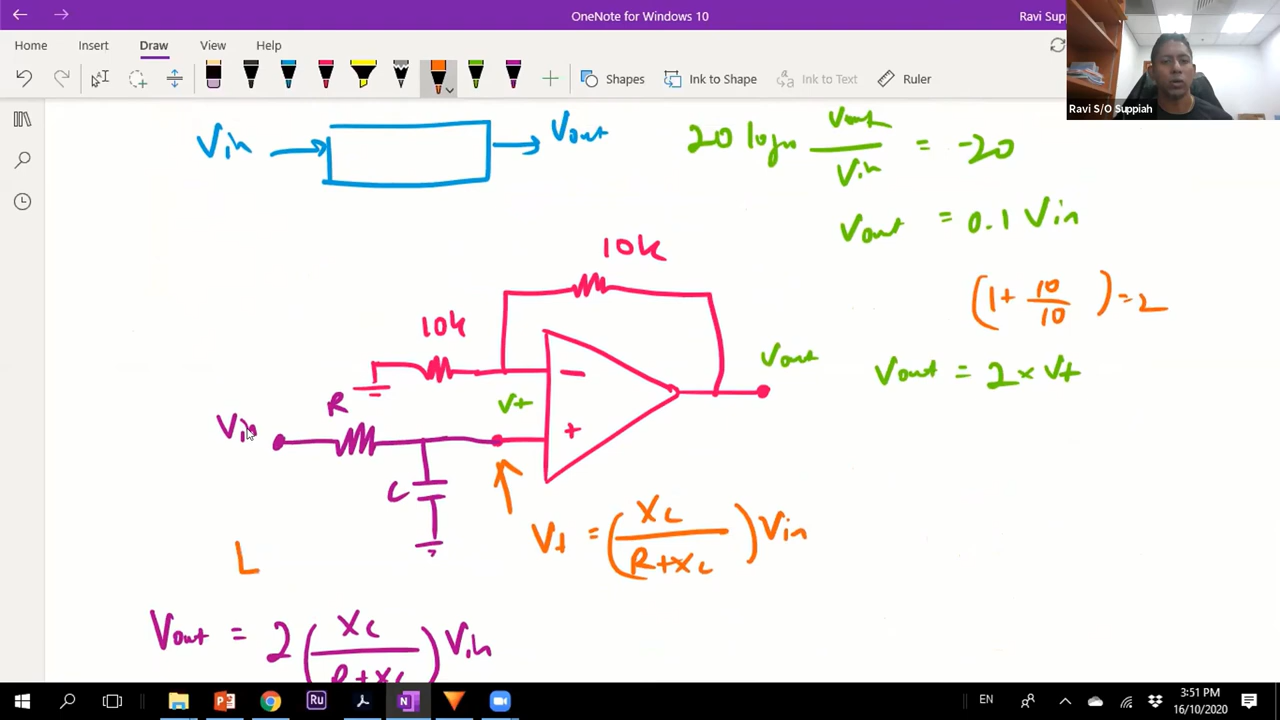 OneNote for Windows 10
Ravi Sup
Home Insert Draw View Help
Shapes Ink to Shape Ink to Text Ruler
Ravi S/O Suppiah
Vin Vout
20 log10 Vout/Vin = -20
Vout = 0.1 Vin
10k
(1+ 10/10) = 2
10k
Vout
Vout = 2 x V+
R
V+
Vin
-
+
C
V+ = (Xc/R+Xc) Vin
L
Vout = 2 (Xc/R+Xc) Vin
Ru
P
N
EN
3:51 PM
16/10/2020